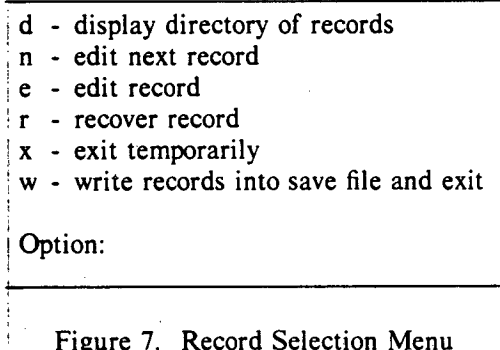 d - display directory of records
n - edit next record
e - edit record
r - recover record
x - exit temporarily
w - write records into save file and exit
Option:
Figure 7. Record Selection Menu